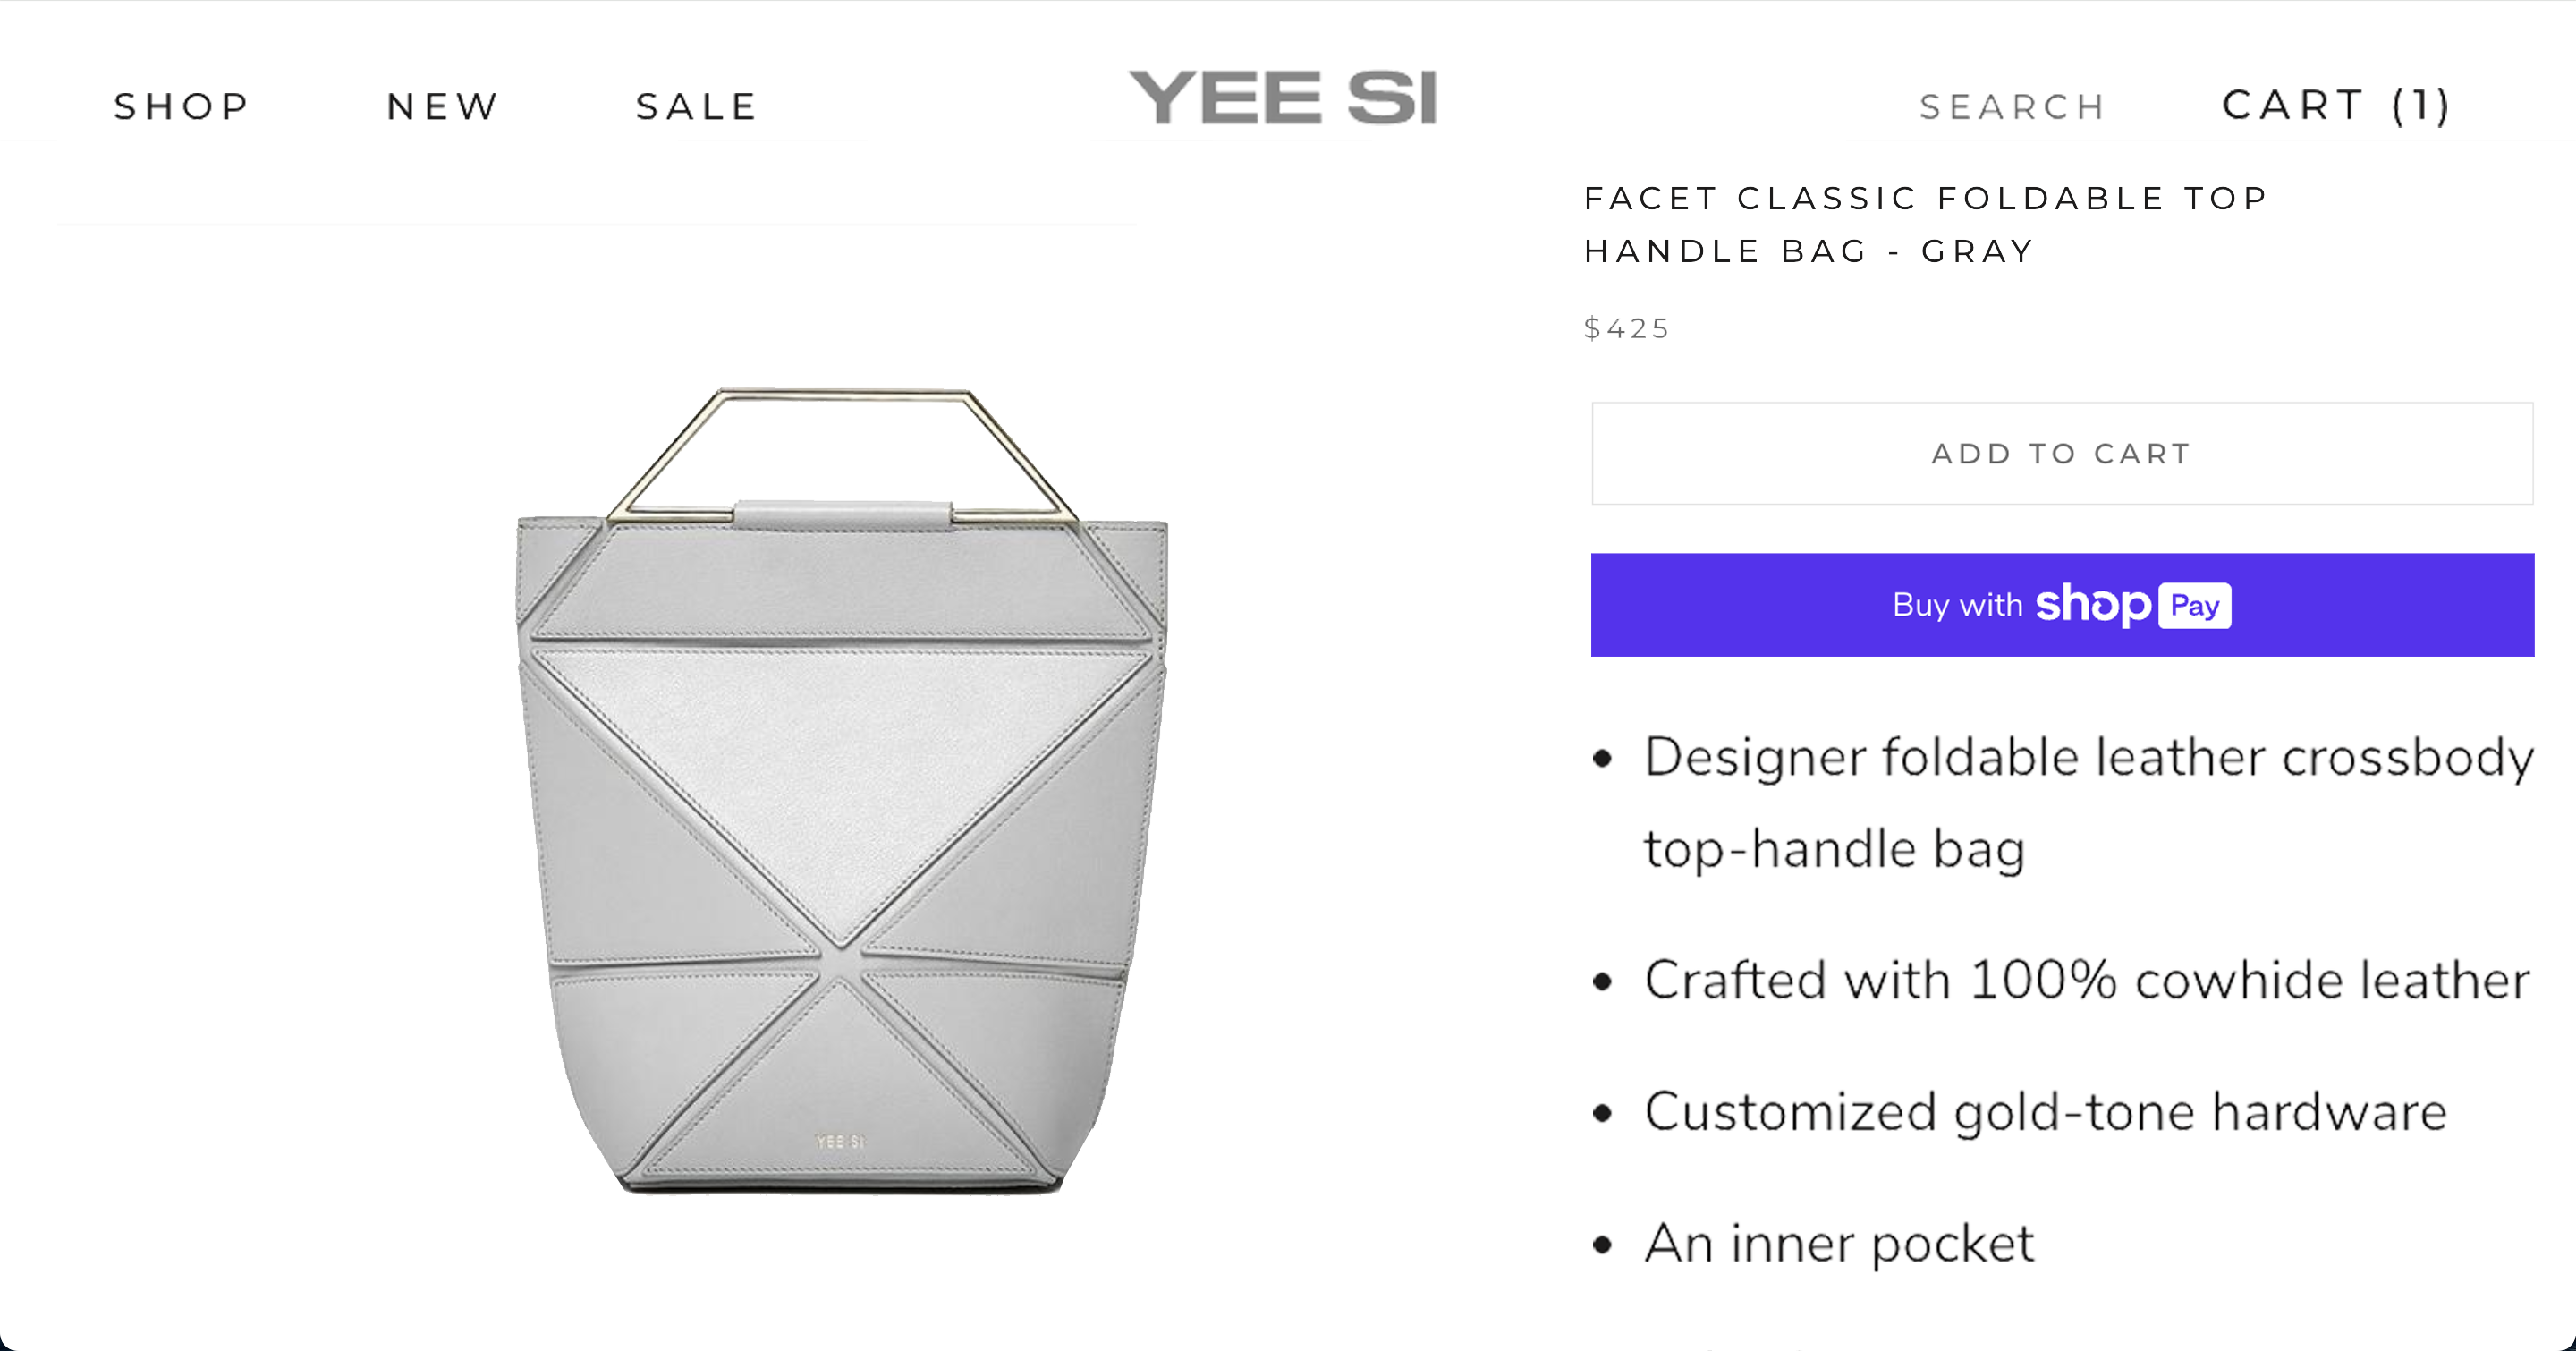 SHOP
NEW
SALE
YEE SI
SEARCH
CART (1)
FACET CLASSIC FOLDABLE TOP
HANDLE BAG - GRAY
$425
ADD TO CART
Buy with shop Pay
• Designer foldable leather crossbody
top-handle bag
• Crafted with 100% cowhide leather
• Customized gold-tone hardware
• An inner pocket
YEE SI